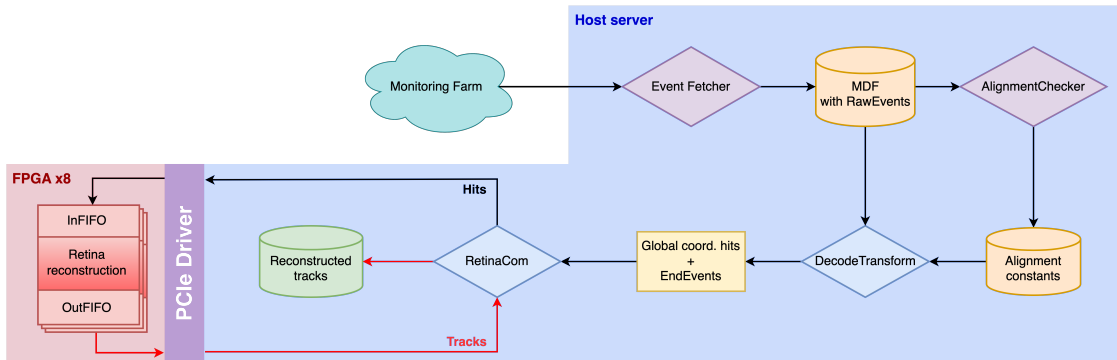 Host server
Monitoring Farm
Event Fetcher
MDF
with RawEvents
AlignmentChecker
FPGA x8
InFIFO
Retina
reconstruction
OutFIFO
PCIe Driver
Hits
Reconstructed
tracks
RetinaCom
Global coord. hits
+
EndEvents
DecodeTransform
Alignment
constants
Tracks